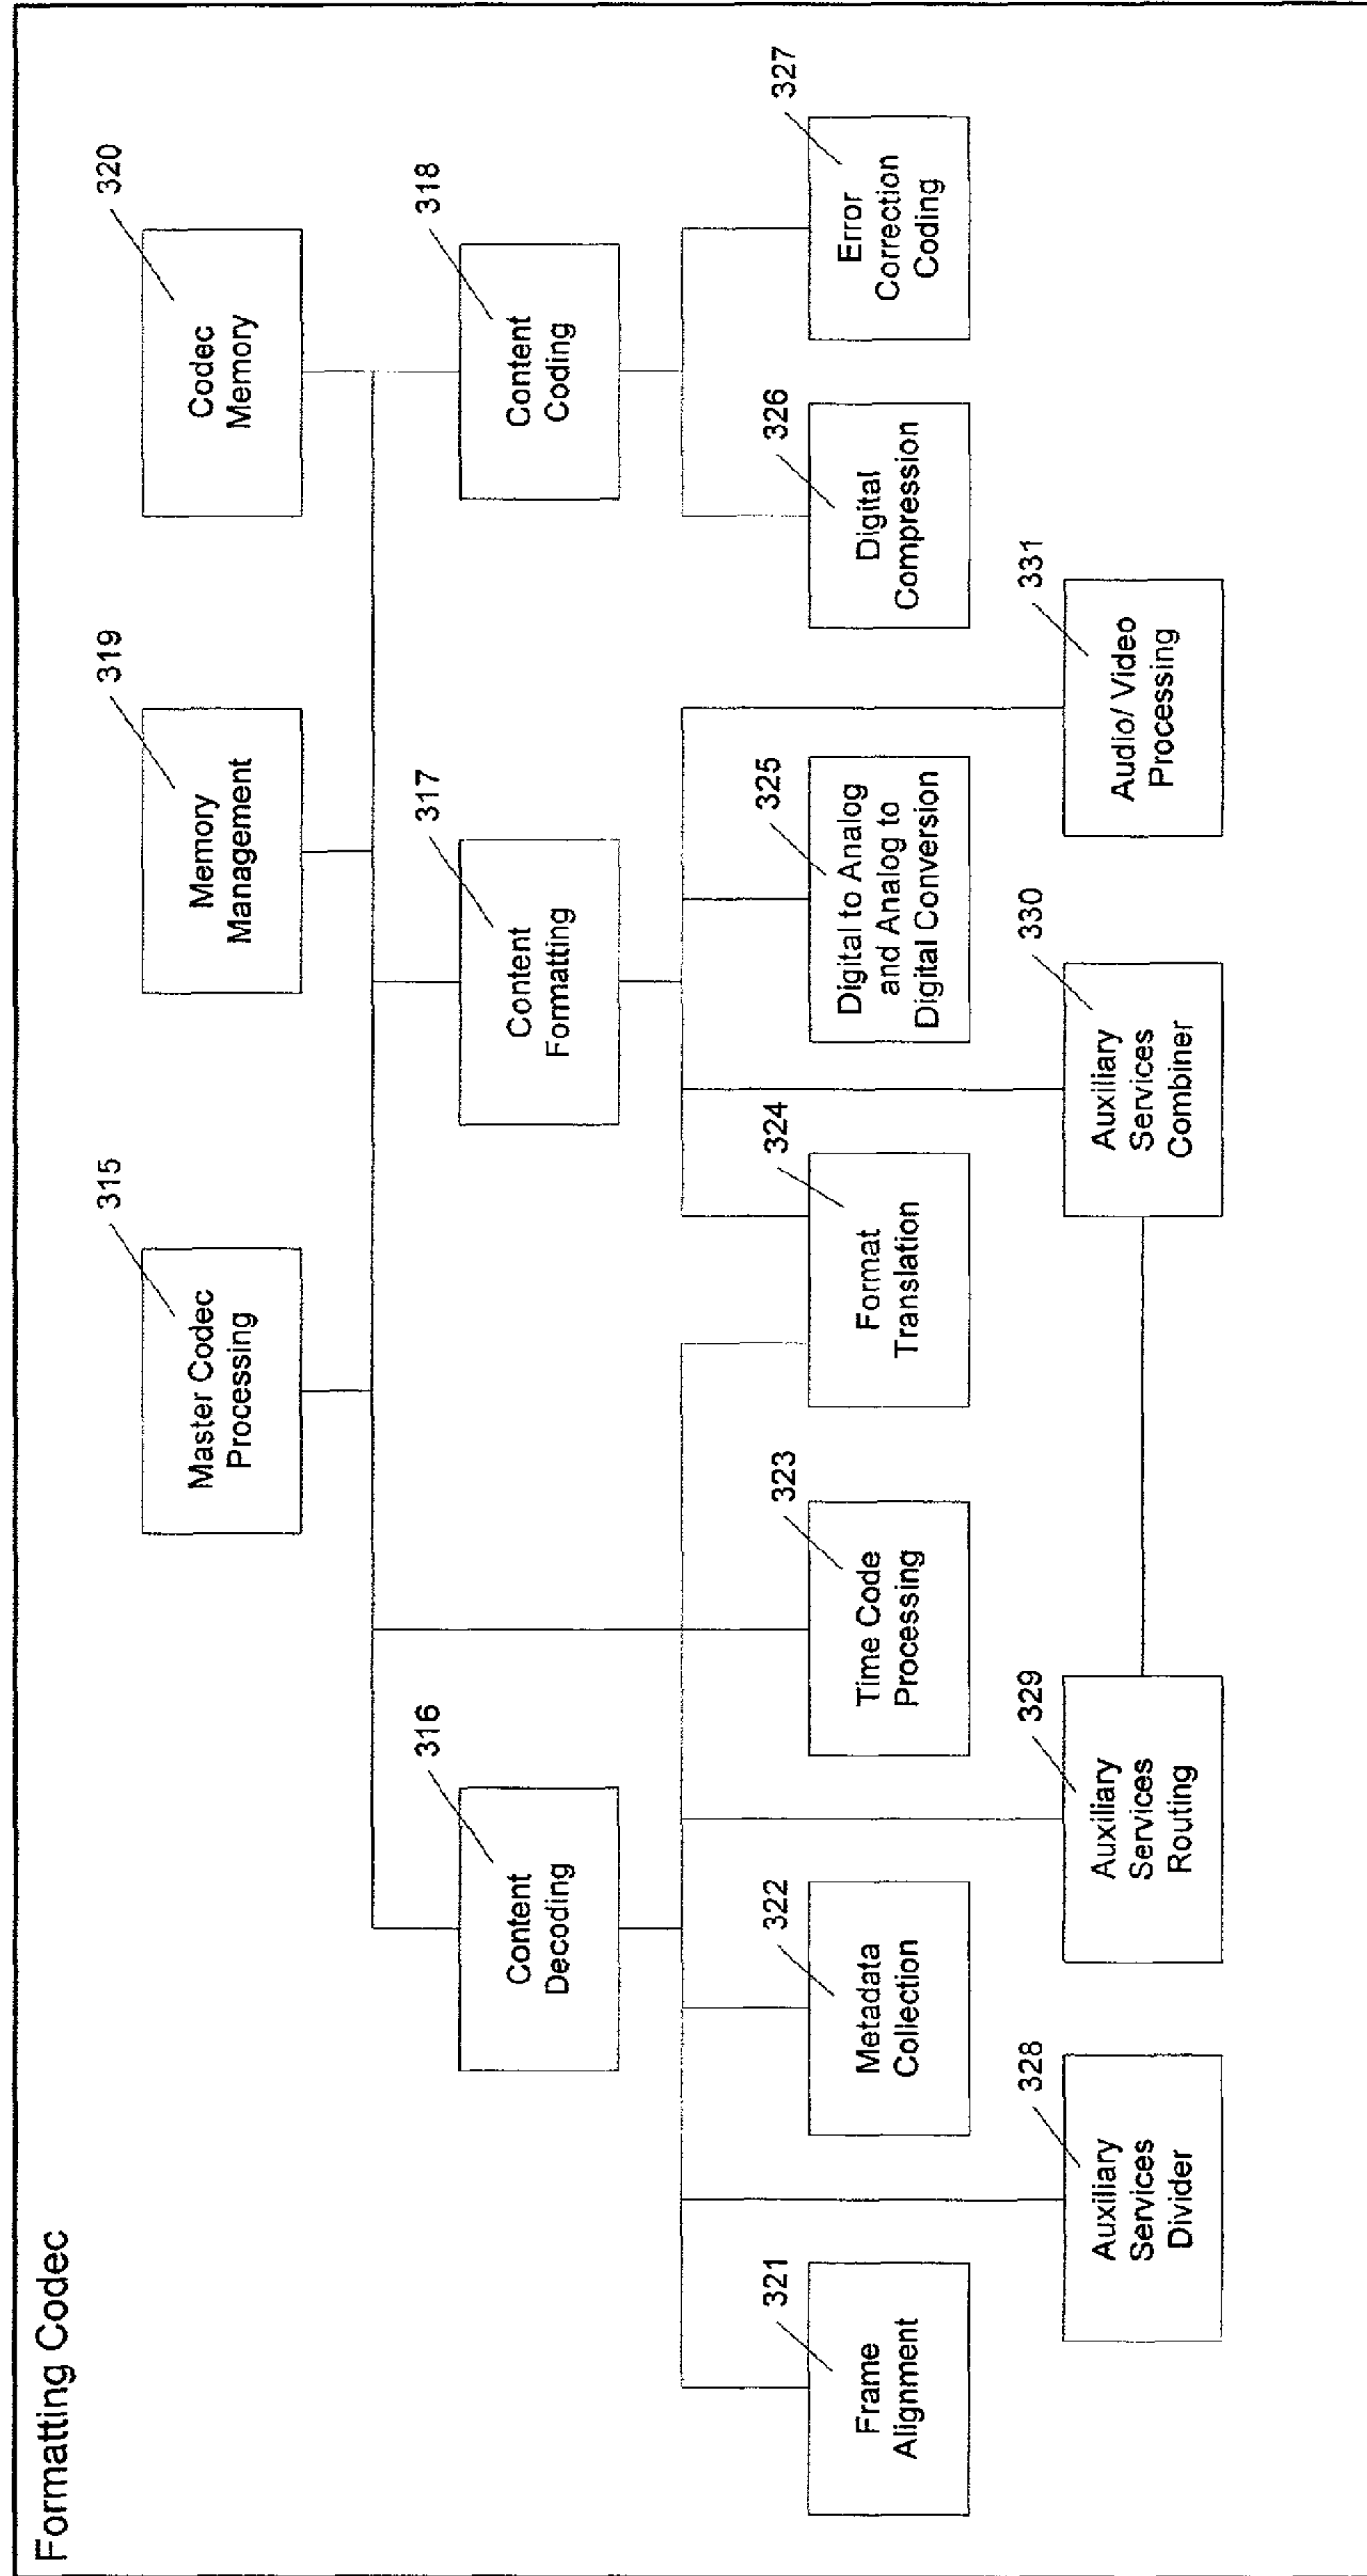 Formatting Codec
315
Master Codec
Processing
319
Memory
Management
320
Codec
Memory
316
Content
Decoding
317
Content
Formatting
318
Content
Coding
321
Frame
Alignment
322
Metadata
Collection
323
Time Code
Processing
324
Format
Translation
325
Digital to Analog
and Analog to
Digital Conversion
326
Digital
Compression
327
Error
Correction
Coding
328
Auxiliary
Services
Divider
329
Auxiliary
Services
Routing
330
Auxiliary
Services
Combiner
331
Audio/ Video
Processing